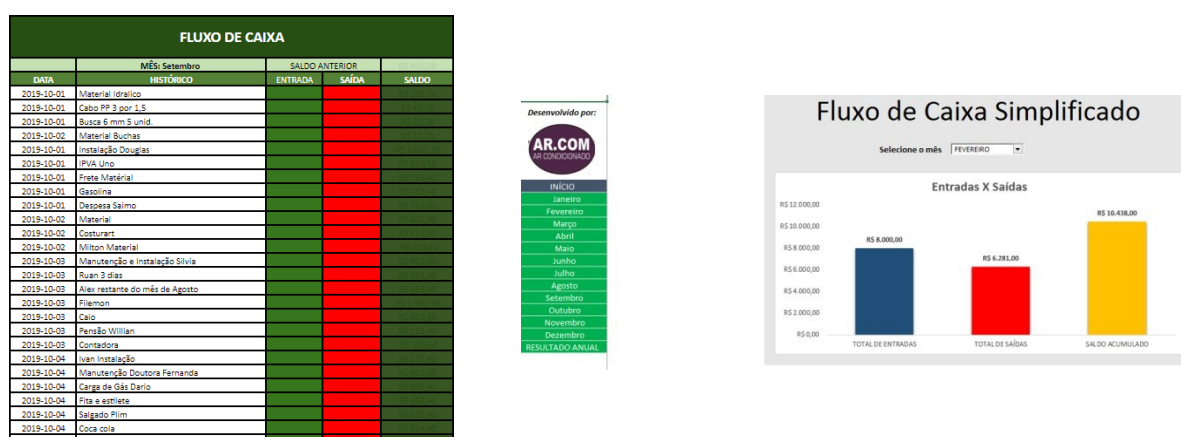 FLUXO DE CAIXA
MÊS: Setembro SALDO ANTERIOR
DATA HISTÓRICO ENTRADA SAÍDA SALDO
2019-10-01 Material Idralico
2019-10-01 Cabo PP 3 por 1,5
2019-10-01 Busca 6 mm 5 unid.
2019-10-02 Material Buchas
2019-10-01 Instalação Douglas
2019-10-01 IPVA Uno
2019-10-01 Frete Matérial
2019-10-01 Gasolina
2019-10-01 Despesa Saimo
2019-10-02 Material
2019-10-02 Costurart
2019-10-02 Milton Material
2019-10-03 Manutenção e Instalação Silvia
2019-10-03 Ruan 3 dias
2019-10-03 Alex restante do mês de Agosto
2019-10-03 Filemon
2019-10-03 Caio
2019-10-03 Pensão Willian
2019-10-03 Contadora
2019-10-04 Ivan Instalação
2019-10-04 Manutenção Doutora Fernanda
2019-10-04 Carga de Gás Dario
2019-10-04 Fita e estilete
2019-10-04 Salgado Plim
2019-10-04 Coca cola
Desenvolvido por:
AR.COM
AR CONDICIONADO
INÍCIO
Janeiro
Fevereiro
Março
Abril
Maio
Junho
Julho
Agosto
Setembro
Outubro
Novembro
Dezembro
RESULTADO ANUAL
Fluxo de Caixa Simplificado
Selecione o mês FEVEREIRO
Entradas X Saídas
R$ 12.000,00
R$ 10.000,00
R$ 8.000,00
R$ 6.000,00
R$ 4.000,00
R$ 2.000,00
R$ 0,00
R$ 8.000,00
R$ 6.281,00
R$ 10.438,00
TOTAL DE ENTRADAS TOTAL DE SAÍDAS SALDO ACUMULADO